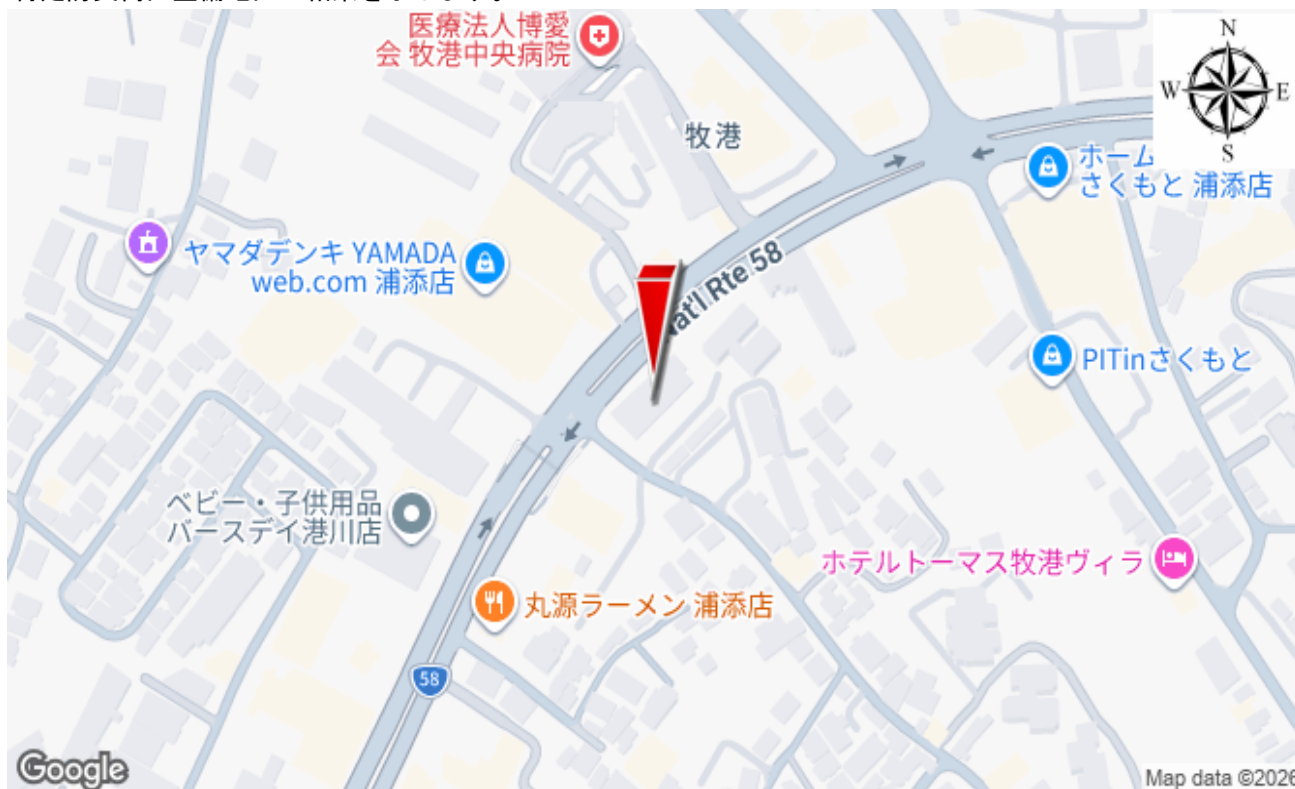 医療法人博愛
会 牧港中央病院
N
W
E
S
牧港
ホーム
さくもと 浦添店
ヤマダデンキ YAMADA
web.com 浦添店
Nat'l Rte 58
PITinさくもと
ベビー・子供用品
バースデイ港川店
ホテルトーマス牧港ヴィラ
丸源ラーメン 浦添店
58
Google
Map data ©2026